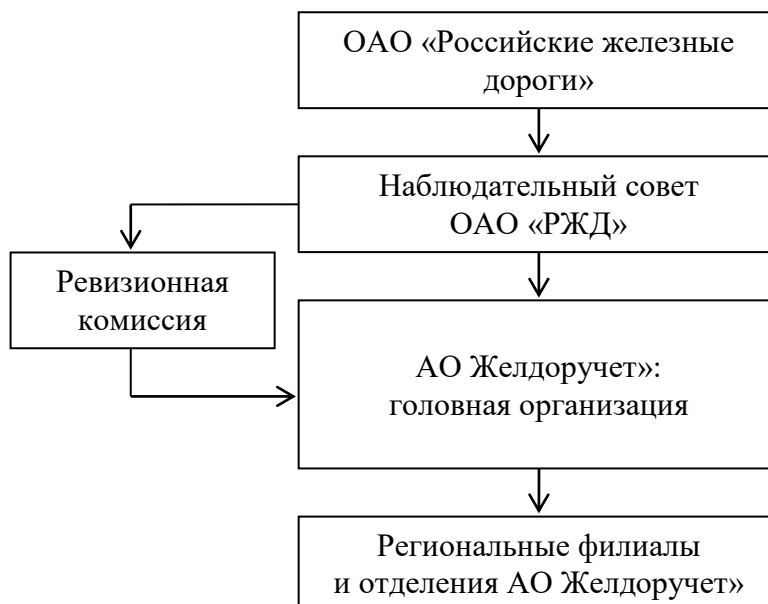 ОАО «Российские железные
дороги»
Наблюдательный совет
ОАО «РЖД»
Ревизионная
комиссия
АО Желдоручет»:
головная организация
Региональные филиалы
и отделения АО Желдоручет»